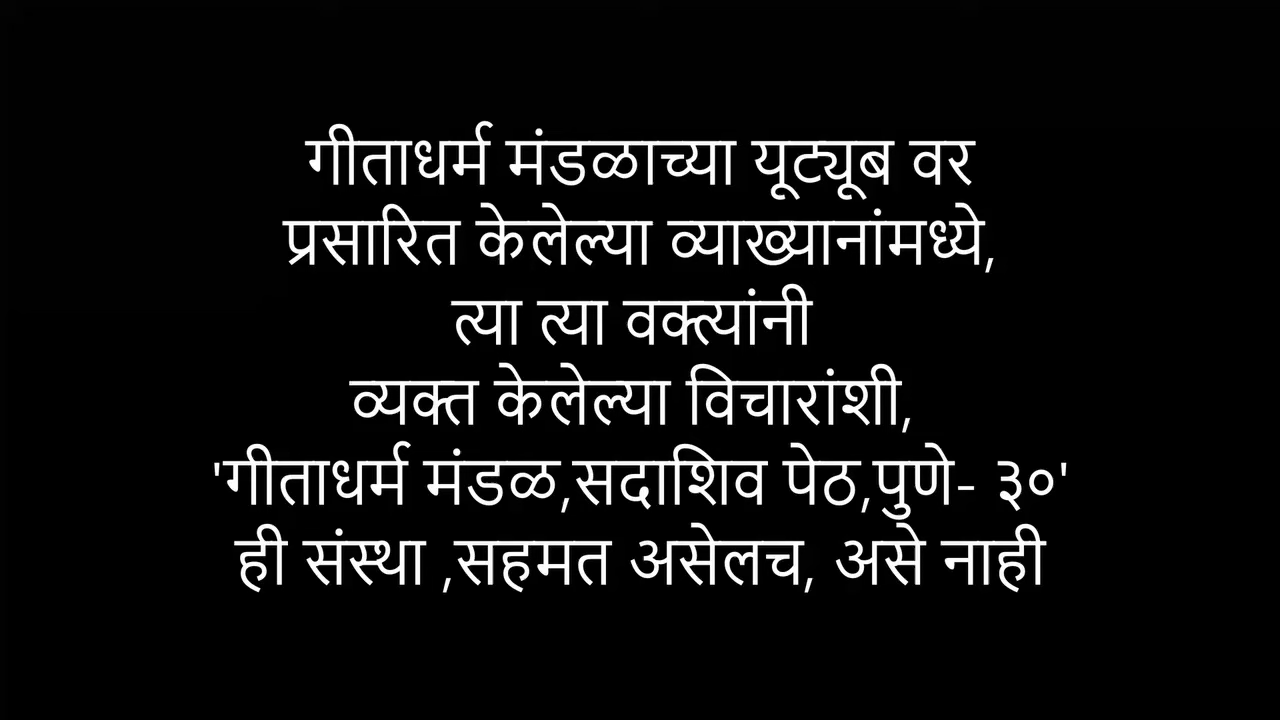 गीताधर्म मंडळाच्या यूट्यूब वर
प्रसारित केलेल्या व्याख्यानांमध्ये,
त्या त्या वक्त्यांनी
व्यक्त केलेल्या विचारांशी,
'गीताधर्म मंडळ,सदाशिव पेठ,पुणे- ३०'
ही संस्था ,सहमत असेलच, असे नाही